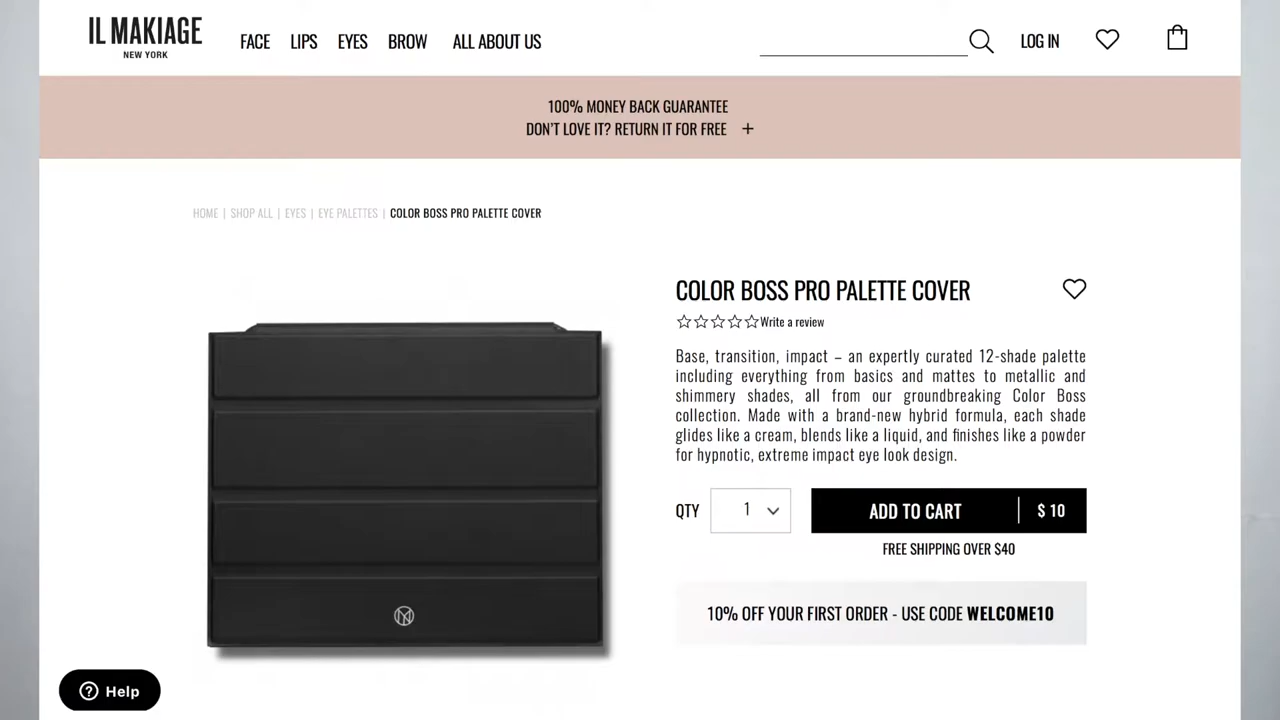 IL MAKIAGE
NEW YORK
FACE LIPS EYES BROW ALL ABOUT US
LOG IN
100% MONEY BACK GUARANTEE
DON'T LOVE IT? RETURN IT FOR FREE +
HOME | SHOP ALL | EYES | EYE PALETTES | COLOR BOSS PRO PALETTE COVER
COLOR BOSS PRO PALETTE COVER
Write a review
Base, transition, impact – an expertly curated 12-shade palette
including everything from basics and mattes to metallic and
shimmery shades, all from our groundbreaking Color Boss
collection. Made with a brand-new hybrid formula, each shade
glides like a cream, blends like a liquid, and finishes like a powder
for hypnotic, extreme impact eye look design.
QTY 1 ADD TO CART | $ 10
FREE SHIPPING OVER $40
10% OFF YOUR FIRST ORDER - USE CODE WELCOME10
? Help